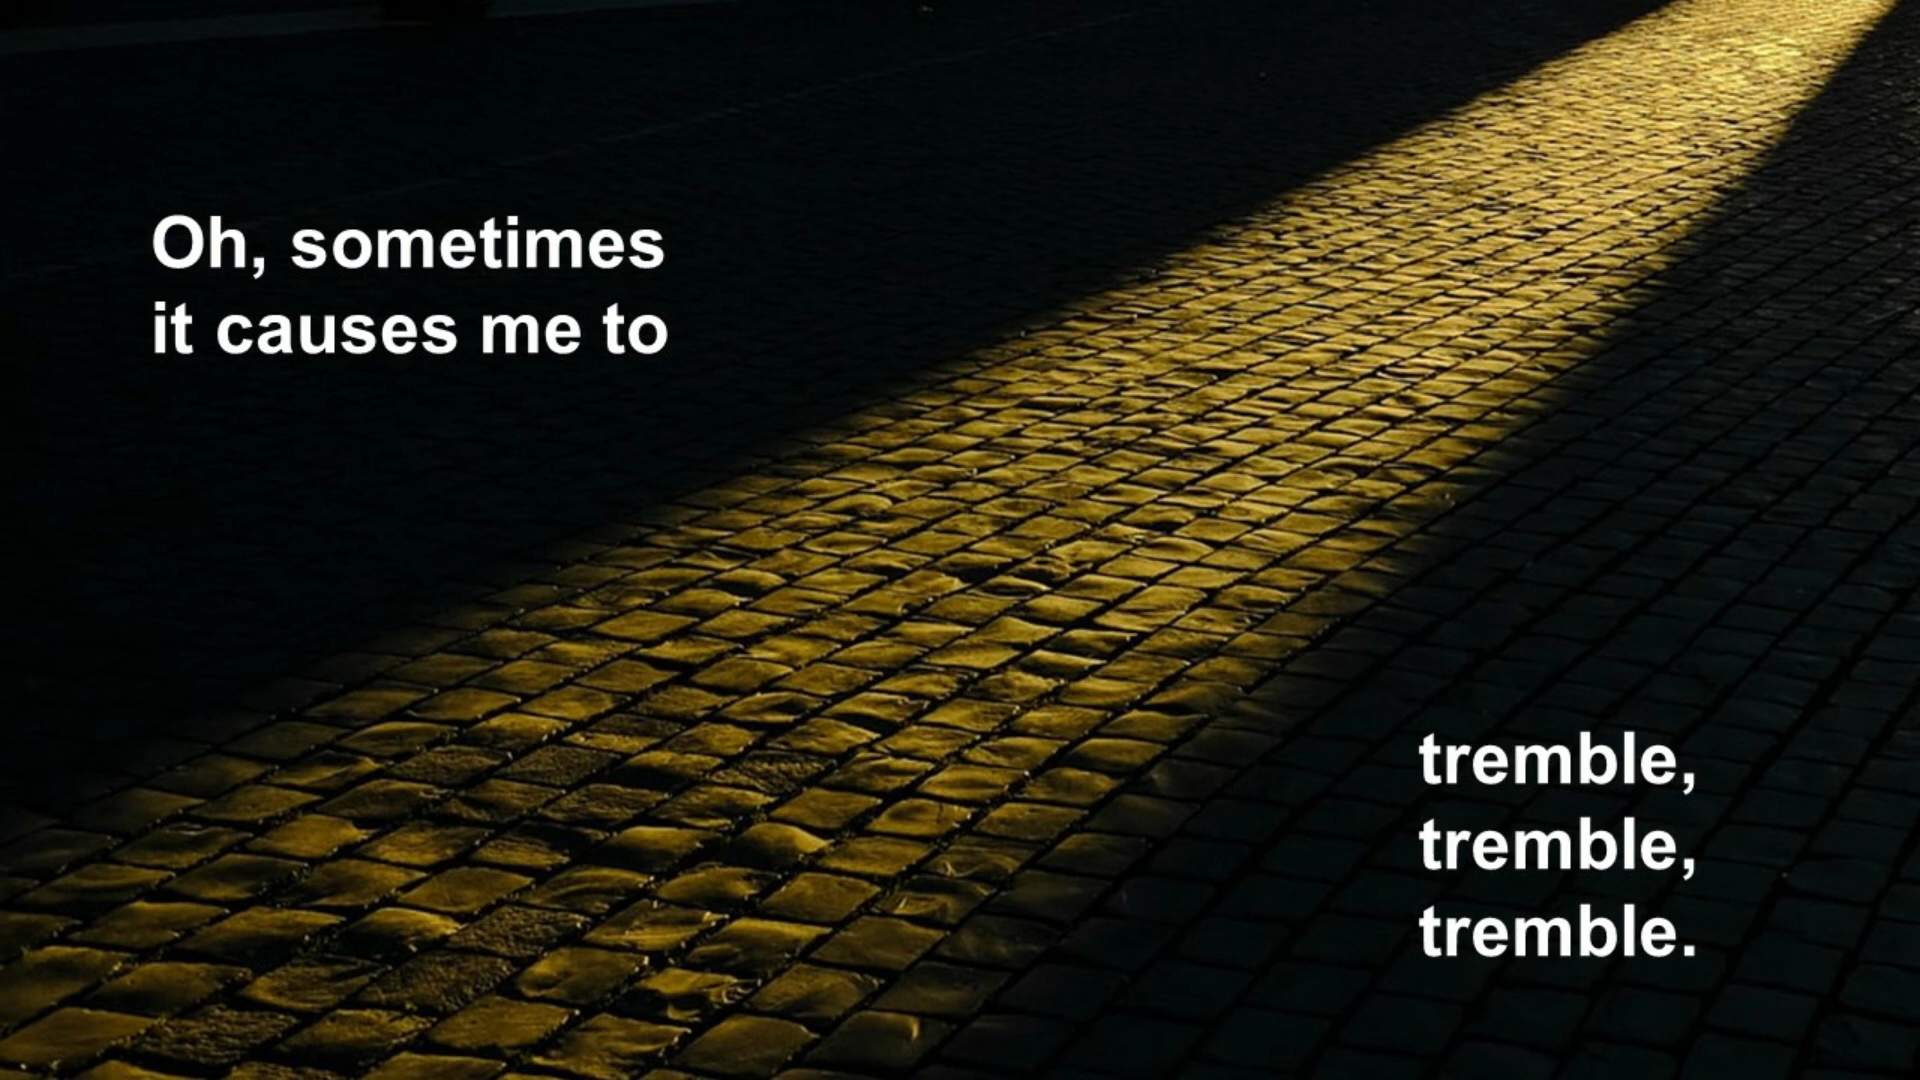 Oh, sometimes
it causes me to
tremble,
tremble,
tremble.